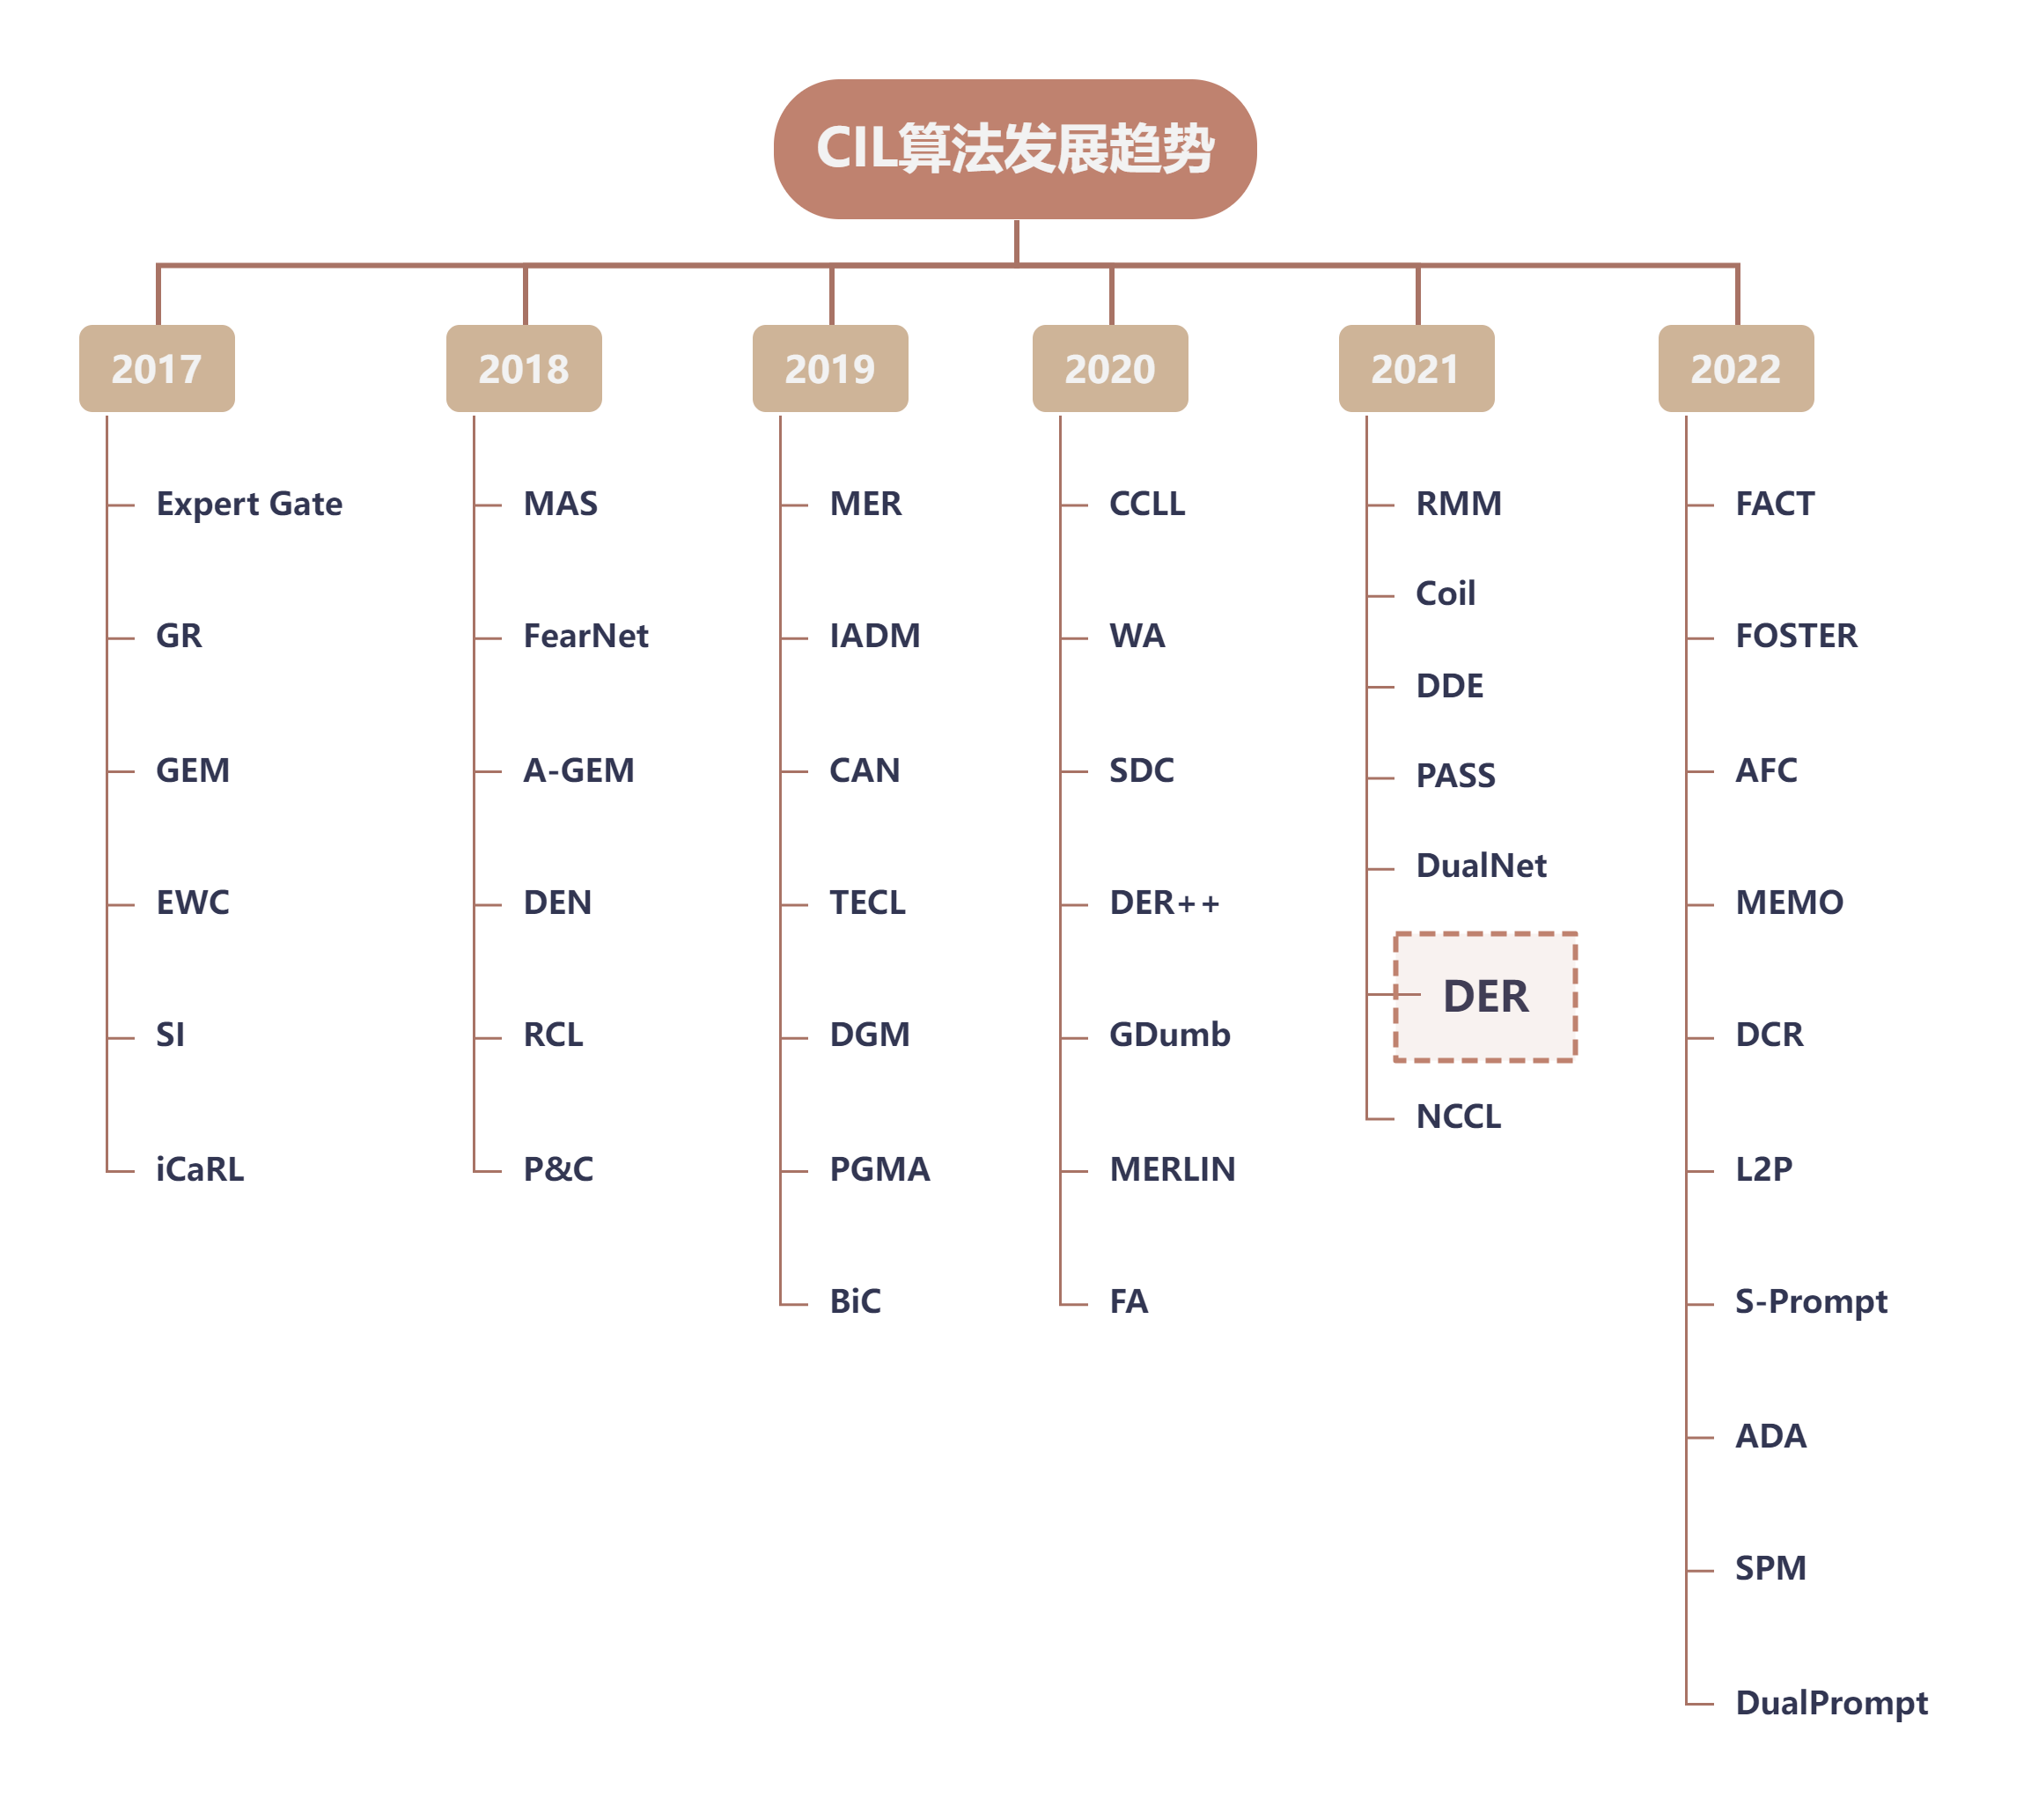 CIL算法发展趋势
2017
Expert Gate
GR
GEM
EWC
SI
iCaRL
2018
MAS
FearNet
A-GEM
DEN
RCL
P&C
2019
MER
IADM
CAN
TECL
DGM
PGMA
BiC
2020
CCLL
WA
SDC
DER++
GDumb
MERLIN
FA
2021
RMM
Coil
DDE
PASS
DualNet
DER
NCCL
2022
FACT
FOSTER
AFC
MEMO
DCR
L2P
S-Prompt
ADA
SPM
DualPrompt